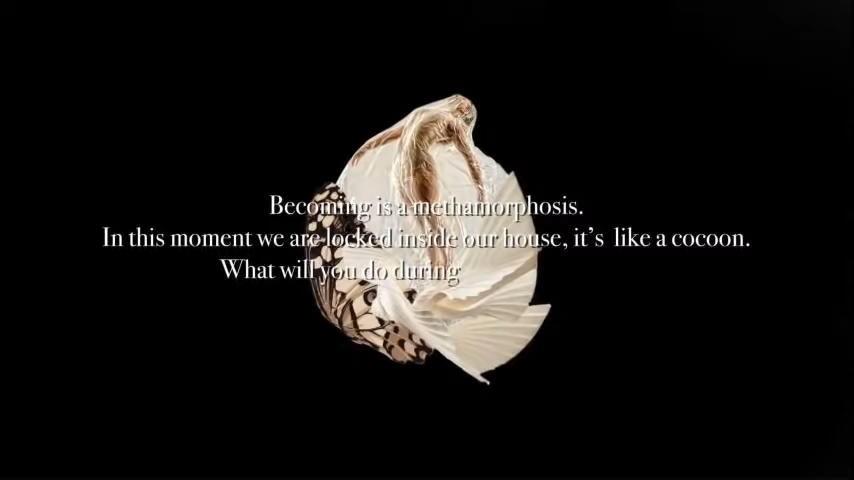 Becoming is a methamorphosis.
In this moment we are locked inside our house, it's like a cocoon.
What will you do during